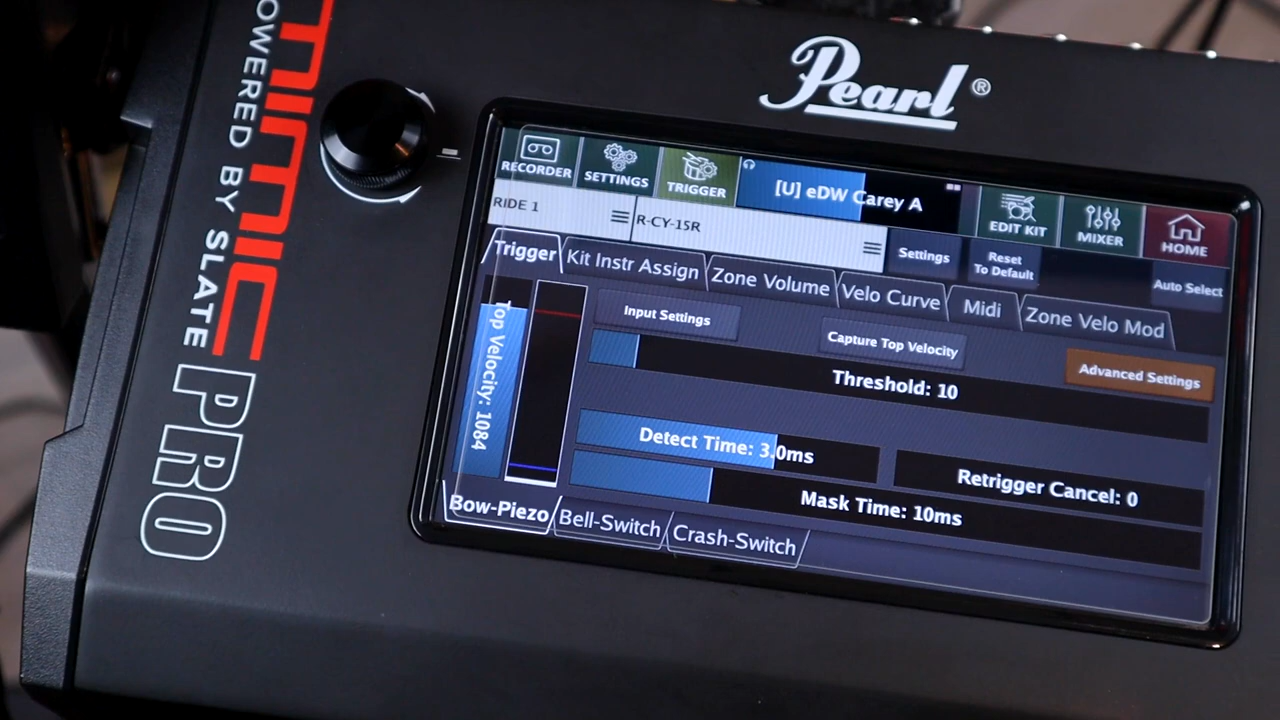 Pearl®
MIMIC PRO
POWERED BY SLATE
RECORDER
SETTINGS
TRIGGER
[U] eDW Carey A
EDIT KIT
MIXER
HOME
RIDE 1
R-CY-15R
Settings
Reset
To Default
Auto Select
Trigger
Kit Instr Assign
Zone Volume
Velo Curve
Midi
Zone Velo Mod
Top Velocity: 1084
Input Settings
Capture Top Velocity
Advanced Settings
Threshold: 10
Detect Time: 3.0ms
Retrigger Cancel: 0
Mask Time: 10ms
Bow-Piezo
Bell-Switch
Crash-Switch